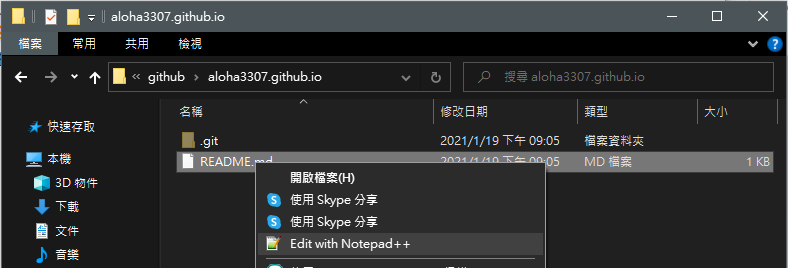 aloha3307.github.io
檔案 常用 共用 檢視
github aloha3307.github.io 搜尋 aloha3307.github.io
名稱 修改日期 類型 大小
快速存取
.git 2021/1/19 下午 09:05 檔案資料夾
本機
README.md 2021/1/19 下午 09:05 MD 檔案 1 KB
3D 物件
開啟檔案(H)
下載
使用 Skype 分享
使用 Skype 分享
文件
Edit with Notepad++
音樂